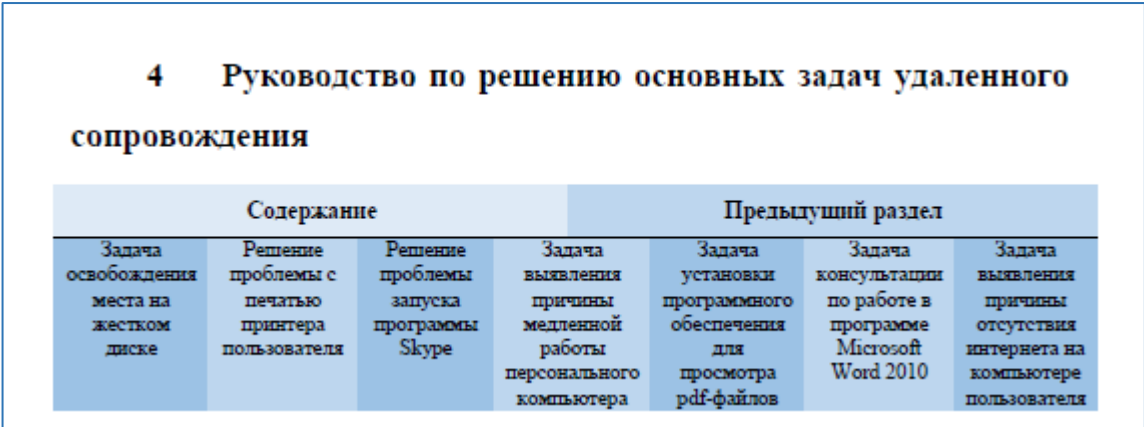 4 Руководство по решению основных задач удаленного
сопровождения
Содержание
Предыдущий раздел
Задача
освобождения
места на
жестком
диске
Решение
проблемы с
печатью
принтера
пользователя
Решение
проблемы
запуска
программы
Skype
Задача
выявления
причины
медленной
работы
персонального
компьютера
Задача
установки
программного
обеспечения
для
просмотра
pdf-файлов
Задача
консультации
по работе в
программе
Microsoft
Word 2010
Задача
выявления
причины
отсутствия
интернета на
компьютере
пользователя